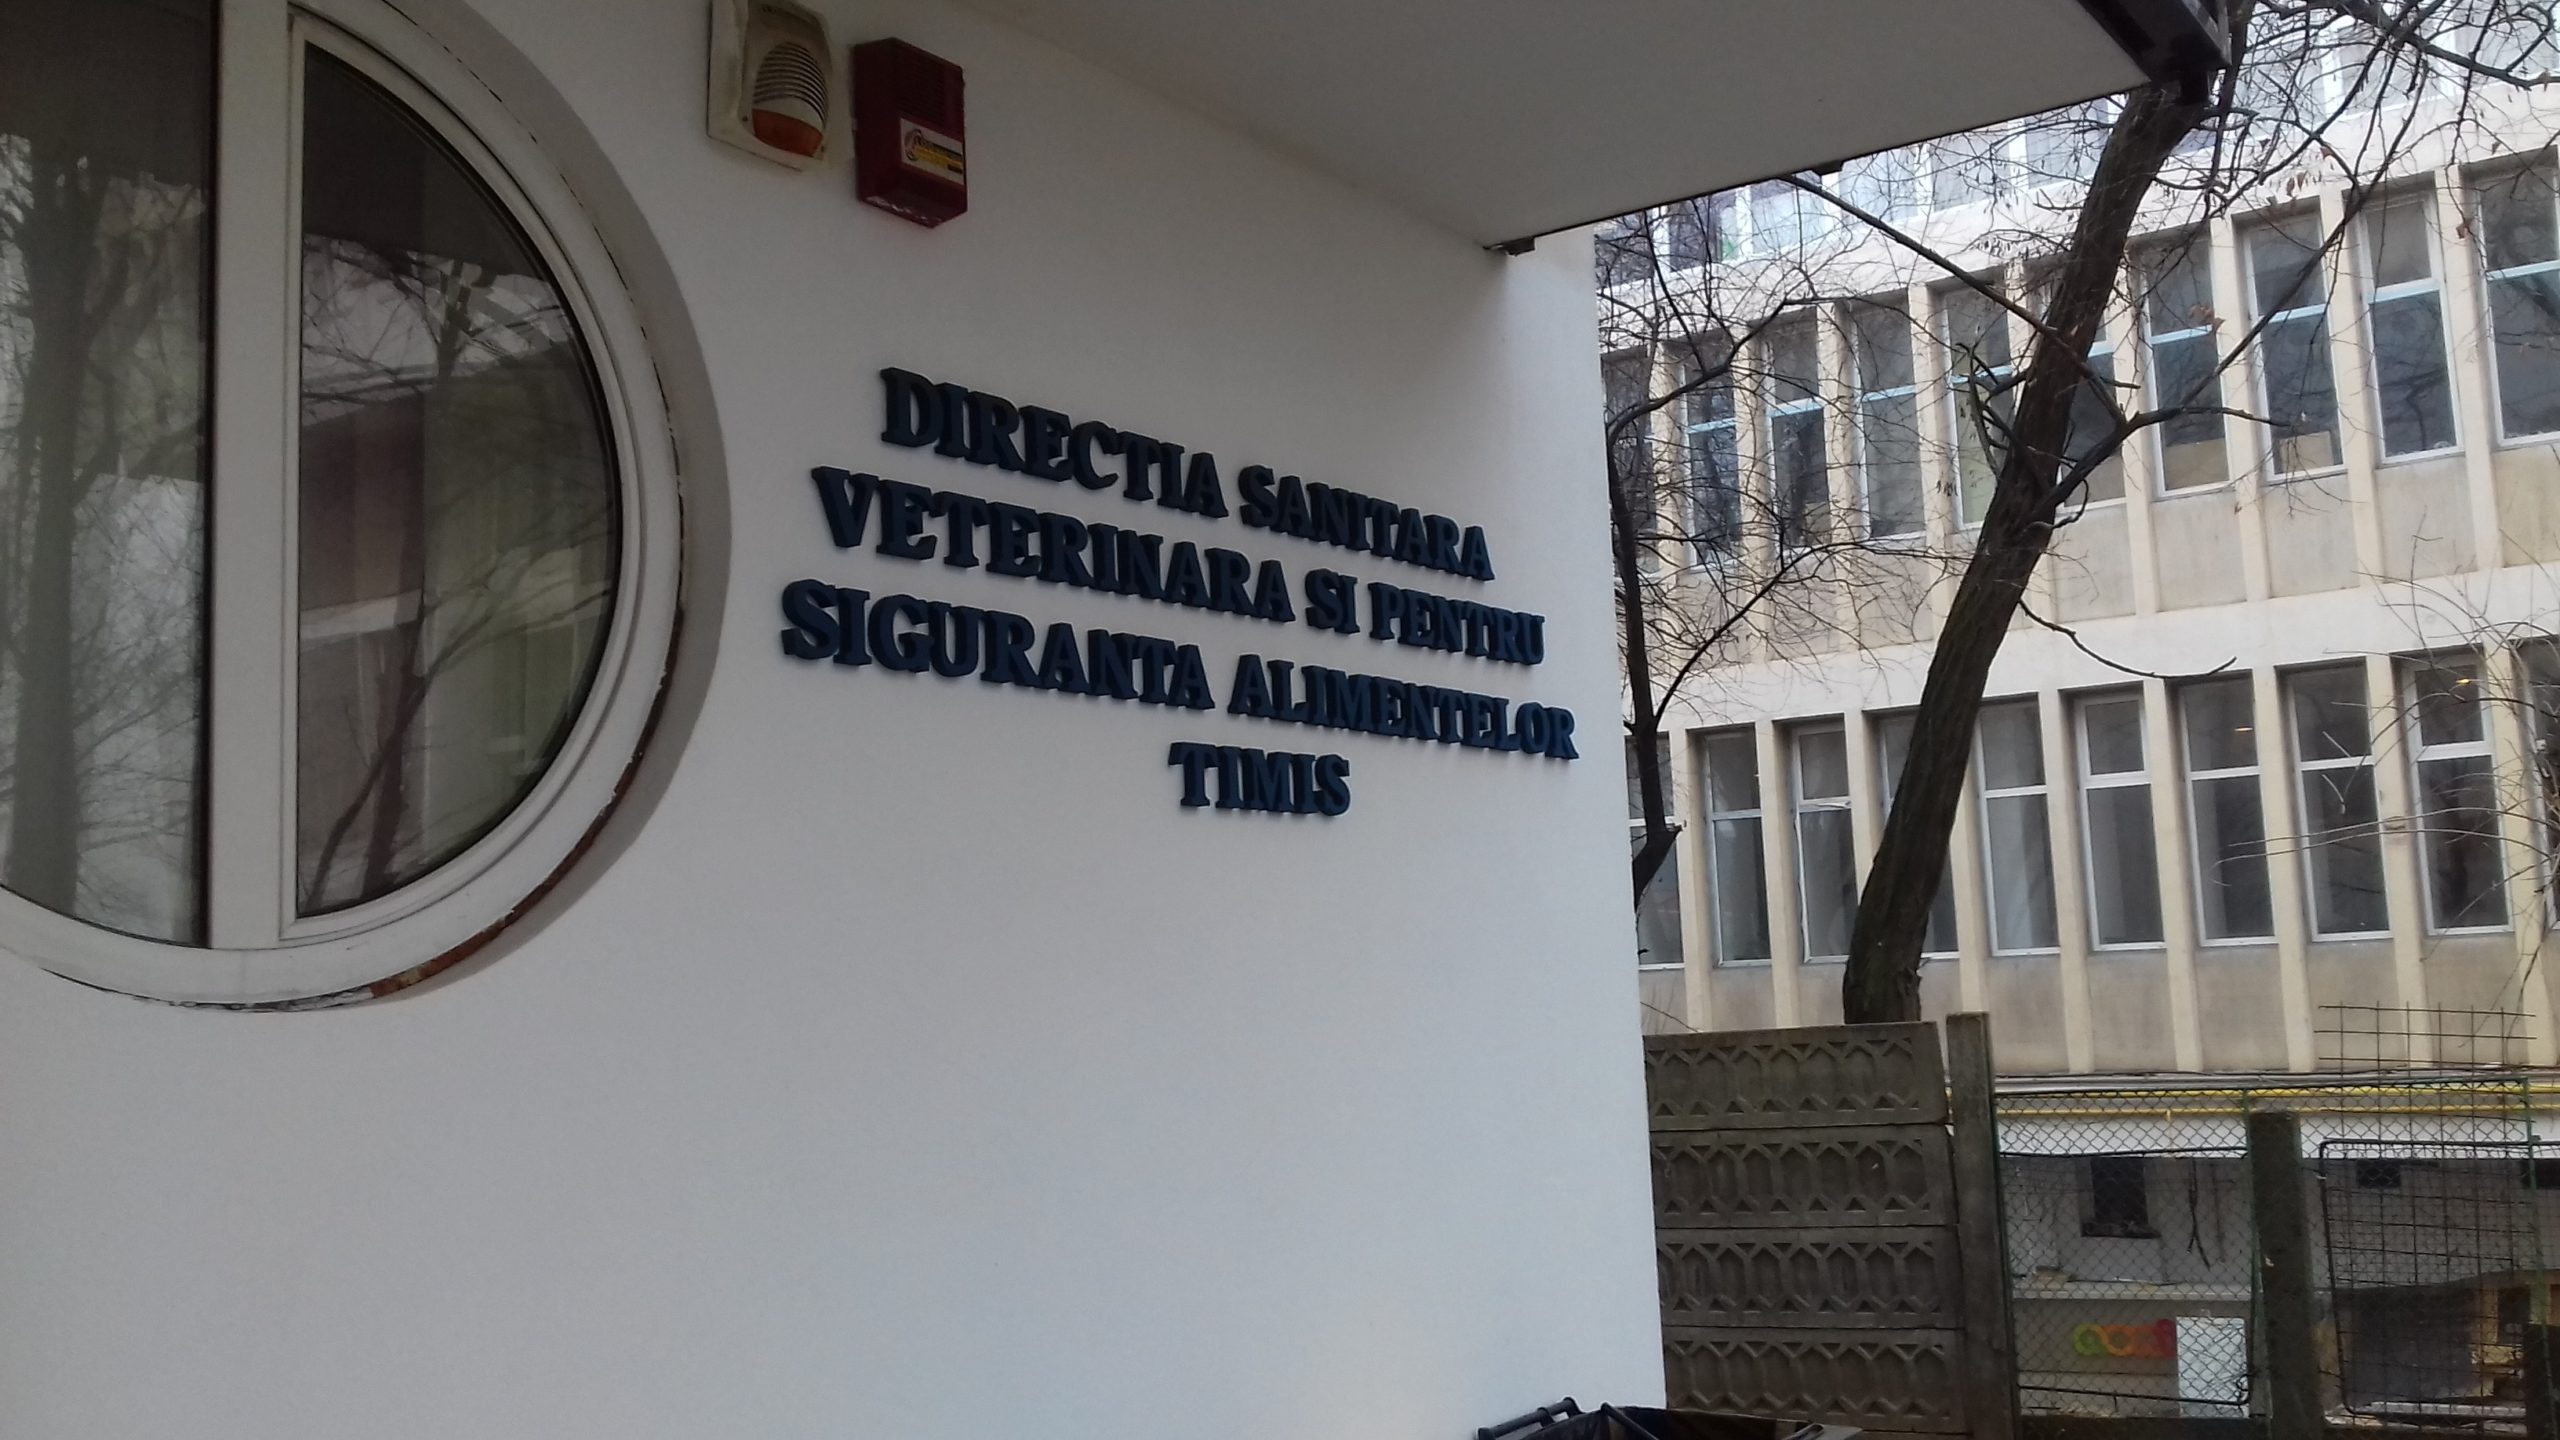 DIRECTIA SANITARA
VETERINARA SI PENTRU
SIGURANTA ALIMENTELOR
TIMIS